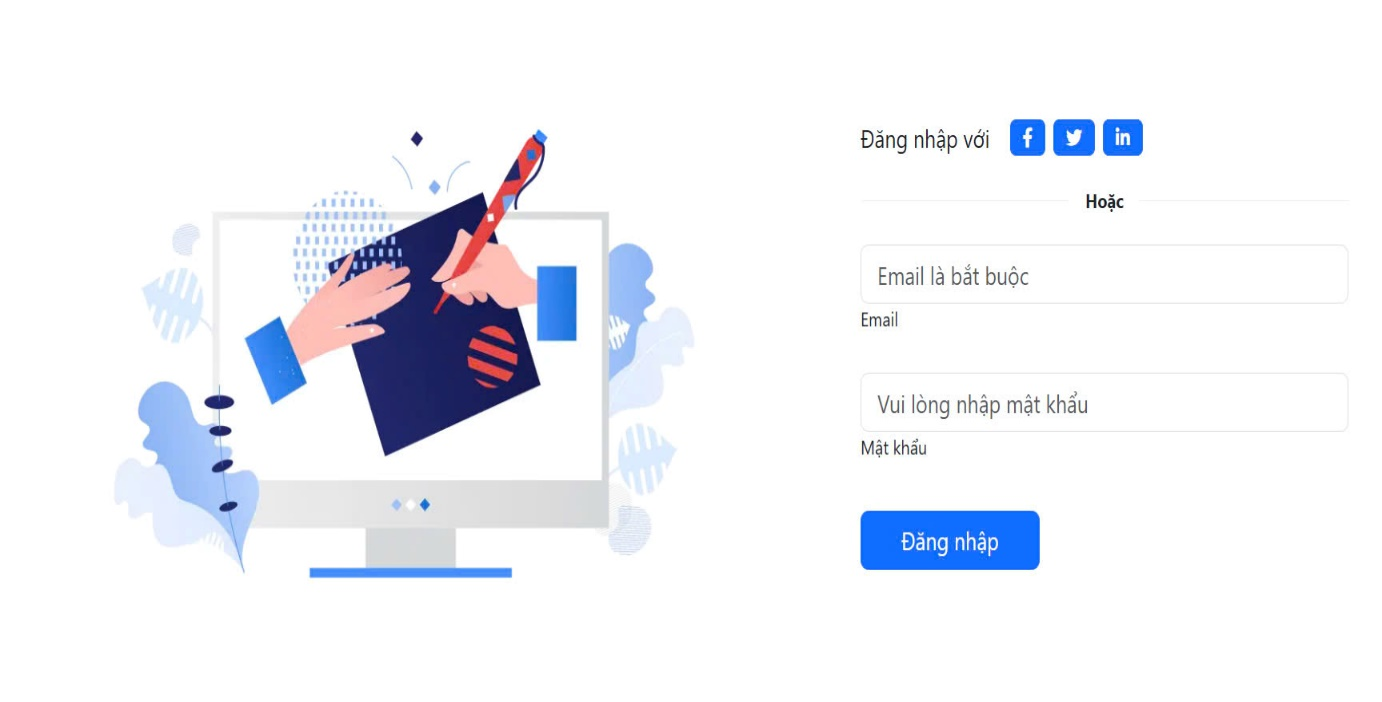 Đăng nhập với
Hoặc
Email là bắt buộc
Email
Vui lòng nhập mật khẩu
Mật khẩu
Đăng nhập